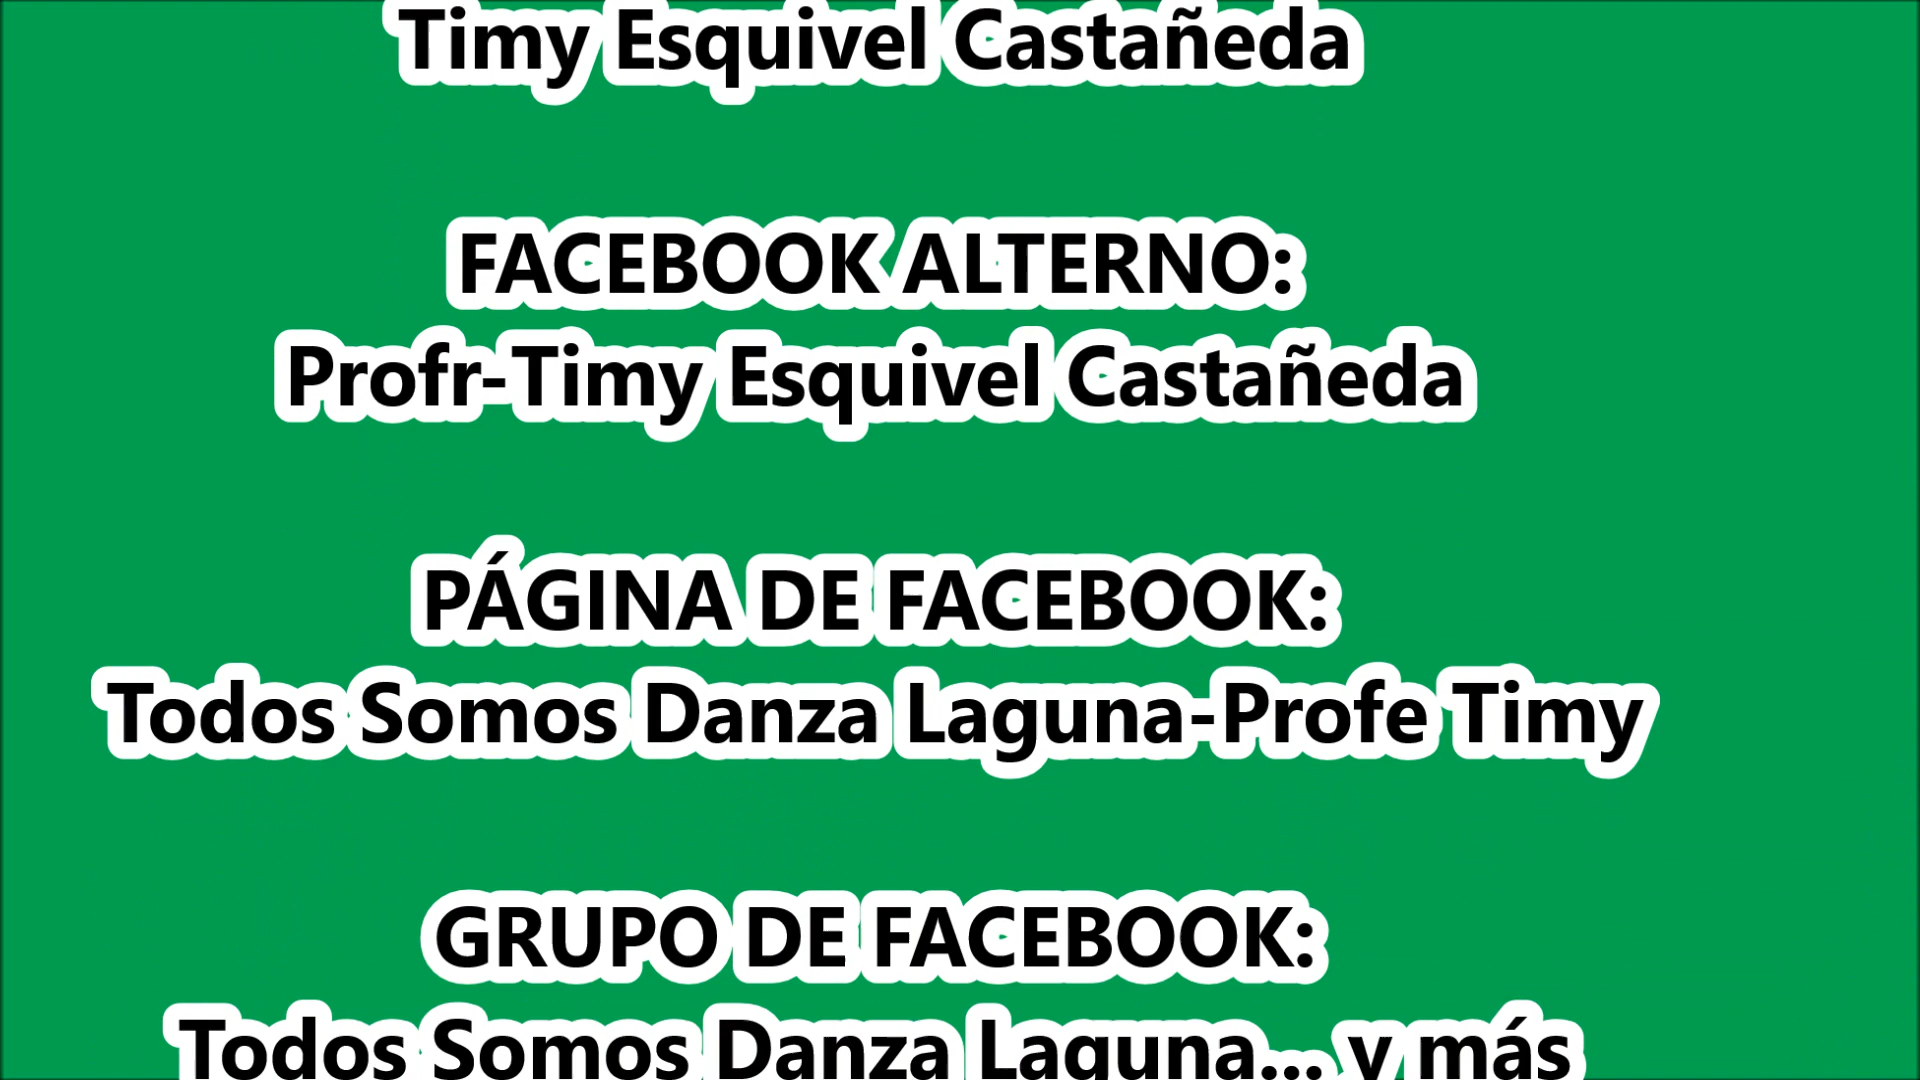 Timy Esquivel Castañeda
FACEBOOK ALTERNO:
Profr-Timy Esquivel Castañeda
PÁGINA DE FACEBOOK:
Todos Somos Danza Laguna-Profe Timy
GRUPO DE FACEBOOK:
Todos Somos Danza Laguna... y más